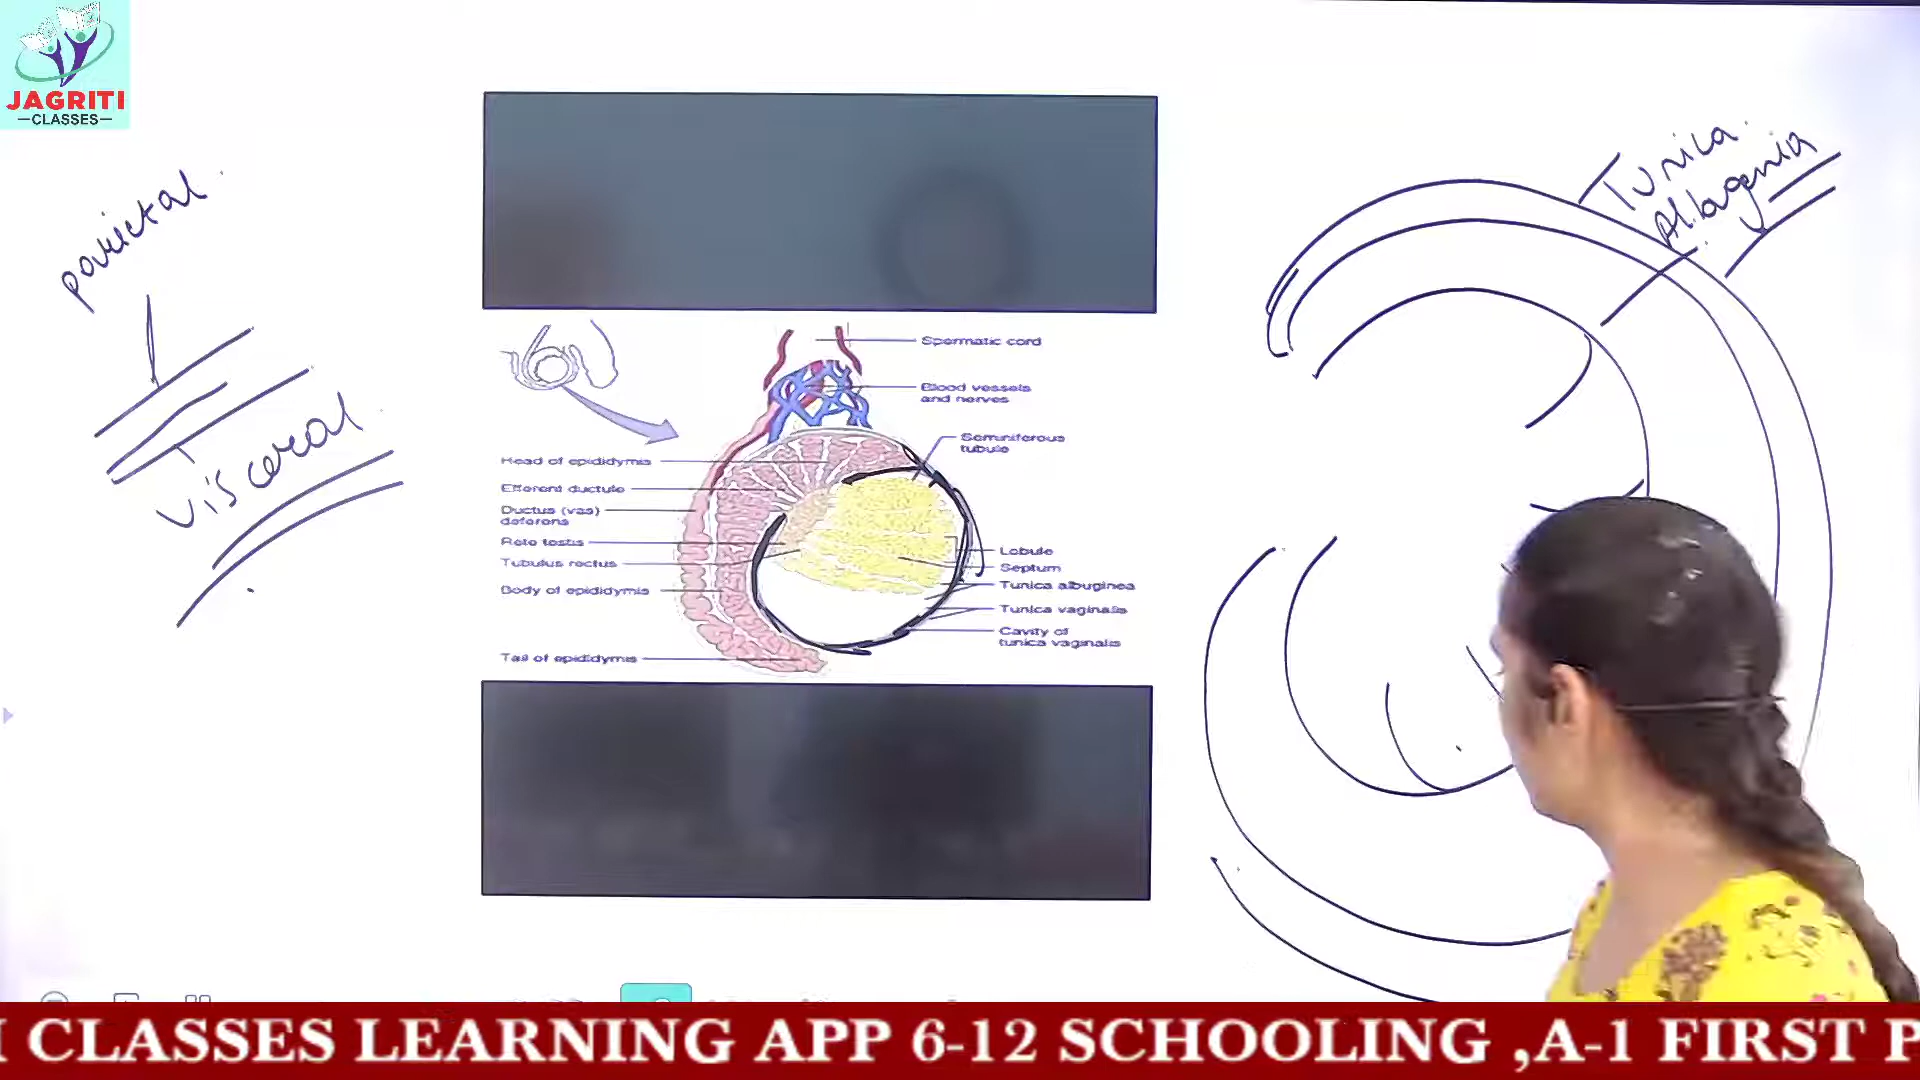 JAGRITI
CLASSES
parietal
visceral
Spermatic cord
Blood vessels
and nerves
Seminiferous
tubule
Head of epididymis
Efferent ductule
Ductus (vas)
deferens
Rete testis
Tubulus rectus
Body of epididymis
Tail of epididymis
Lobule
Septum
Tunica albuginea
Tunica vaginalis
Cavity of
tunica vaginalis
Tunica
CLASSES LEARNING APP 6-12 SCHOOLING ,A-1 FIRST P